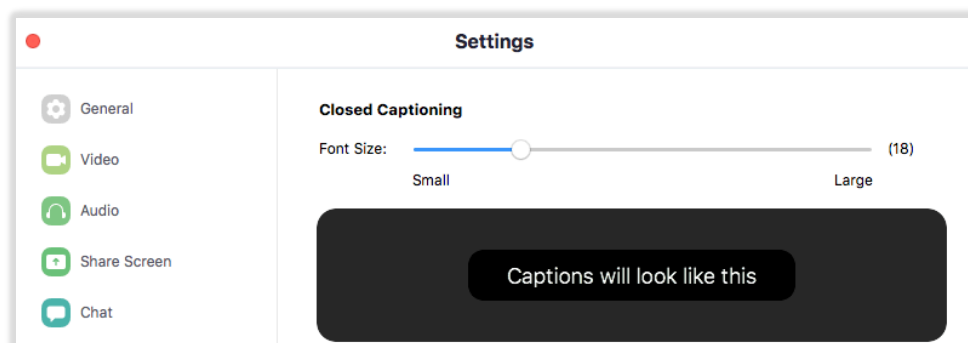 Settings
General
Video
Audio
Share Screen
Chat
Closed Captioning
Font Size: (18)
Small Large
Captions will look like this